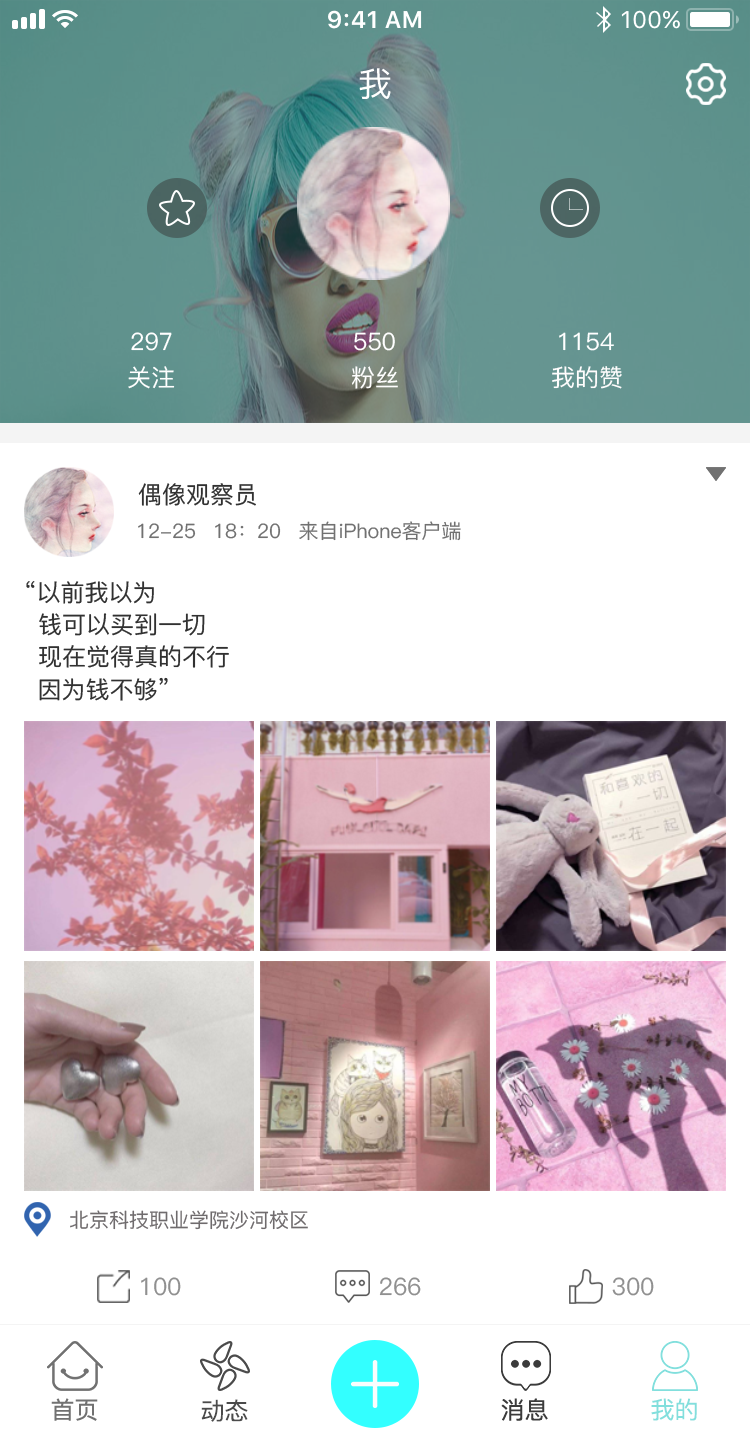 9:41 AM
100%
我
297
550
1154
关注
粉丝
我的赞
偶像观察员
12-25 18：20 来自iPhone客户端
“以前我以为
钱可以买到一切
现在觉得真的不行
因为钱不够”
和喜欢的
一切
在一起
MY
BOTTLE
北京科技职业学院沙河校区
100
266
300
首页
动态
消息
我的